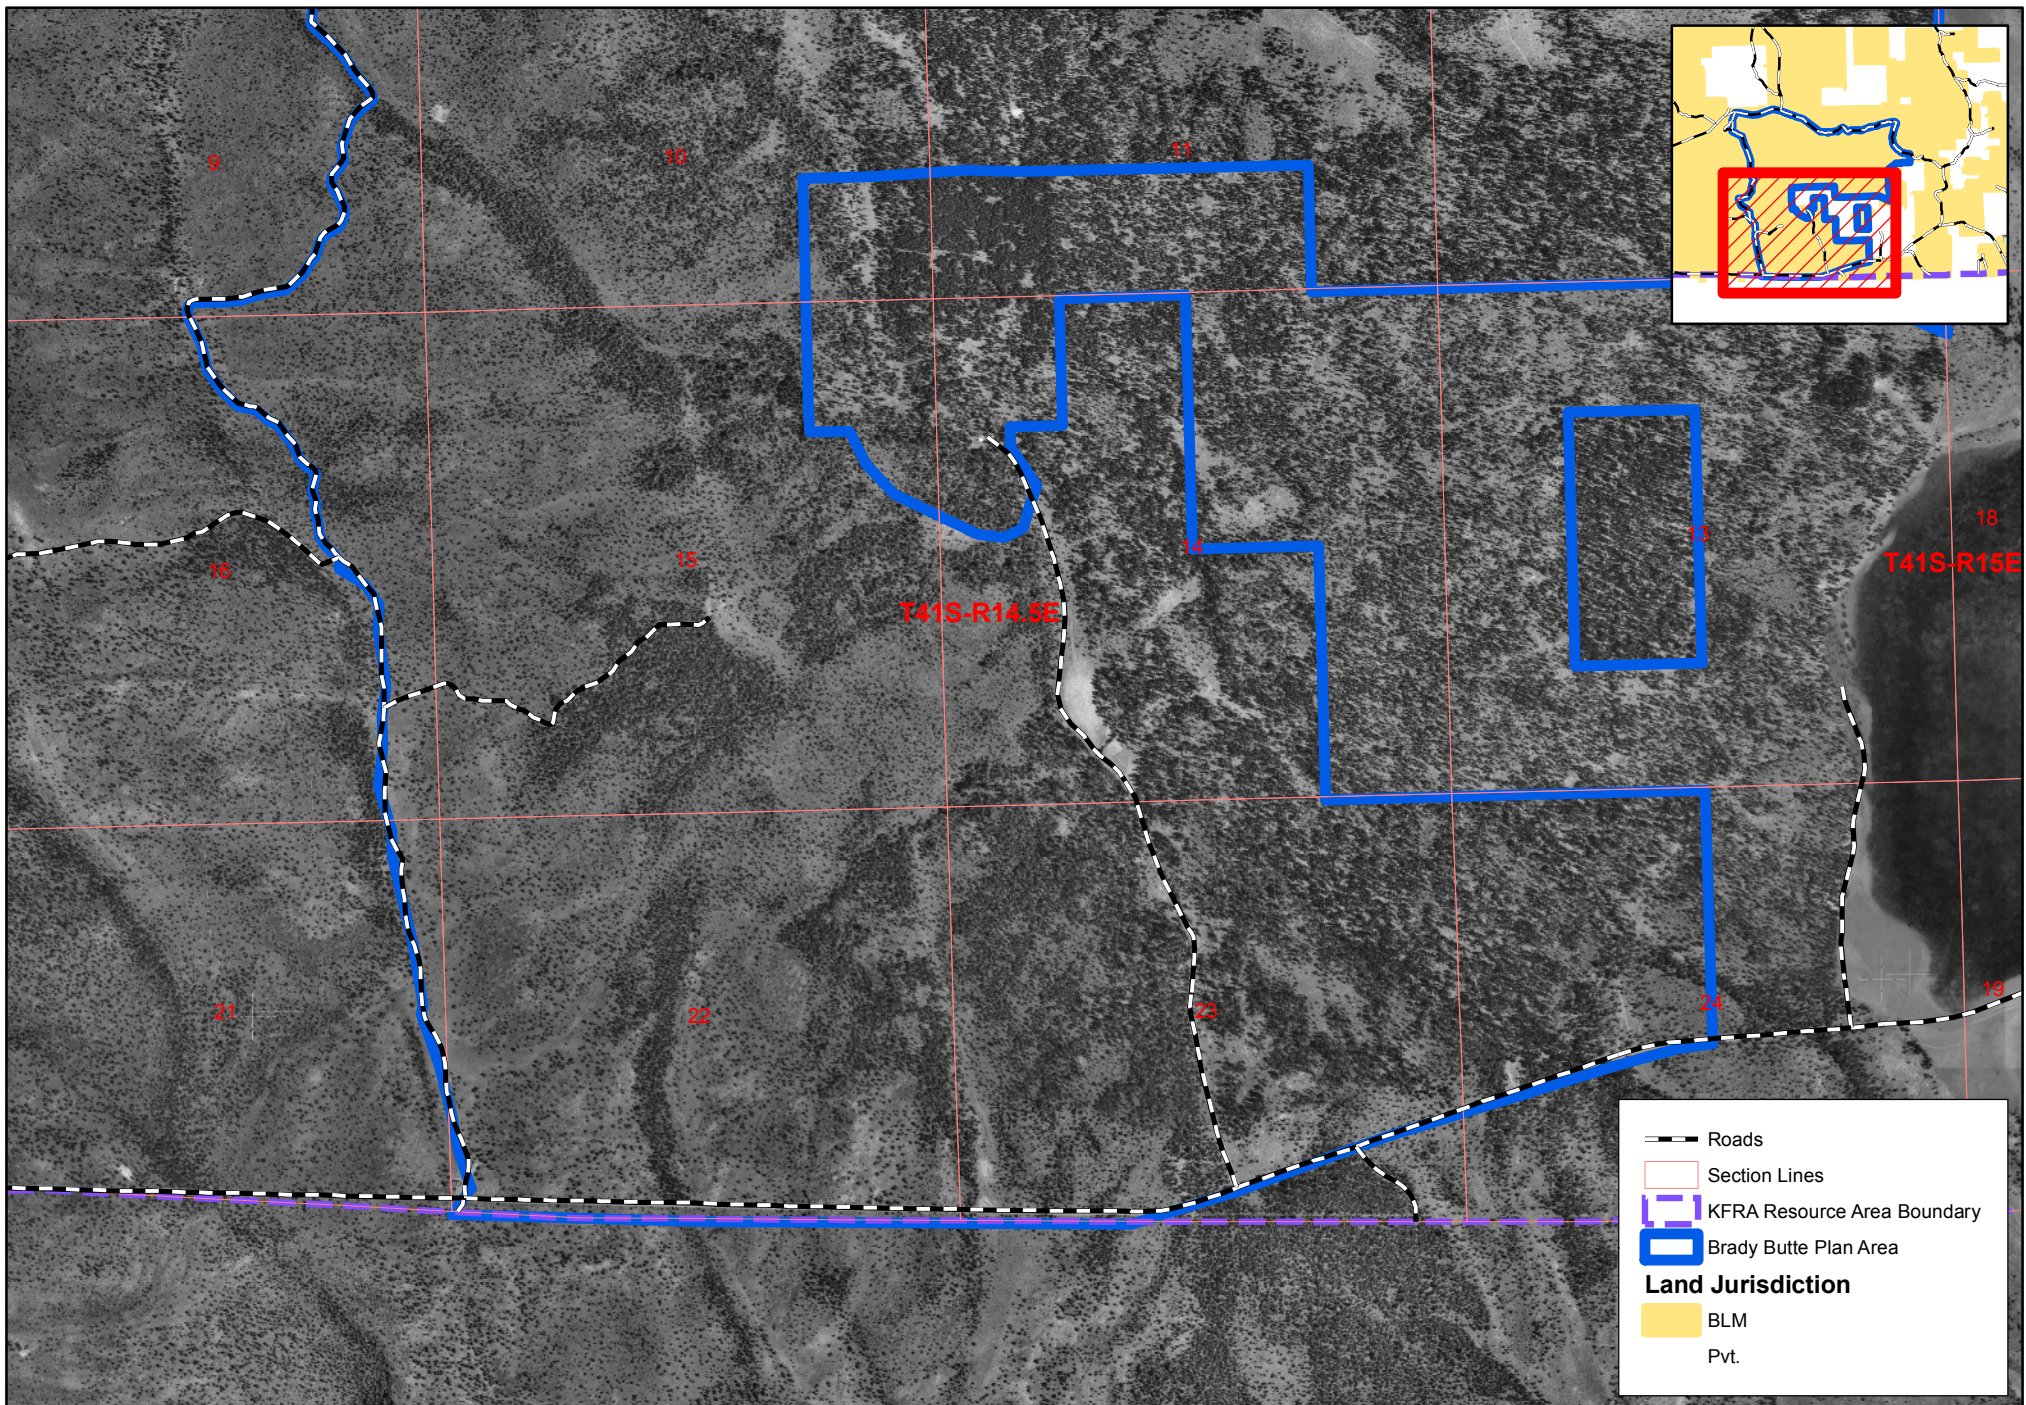 9
10
11
16
15
14
13
18
T41S-R15E
T41S-R14.5E
21
22
23
24
19
Roads
Section Lines
KFRA Resource Area Boundary
Brady Butte Plan Area
Land Jurisdiction
BLM
Pvt.